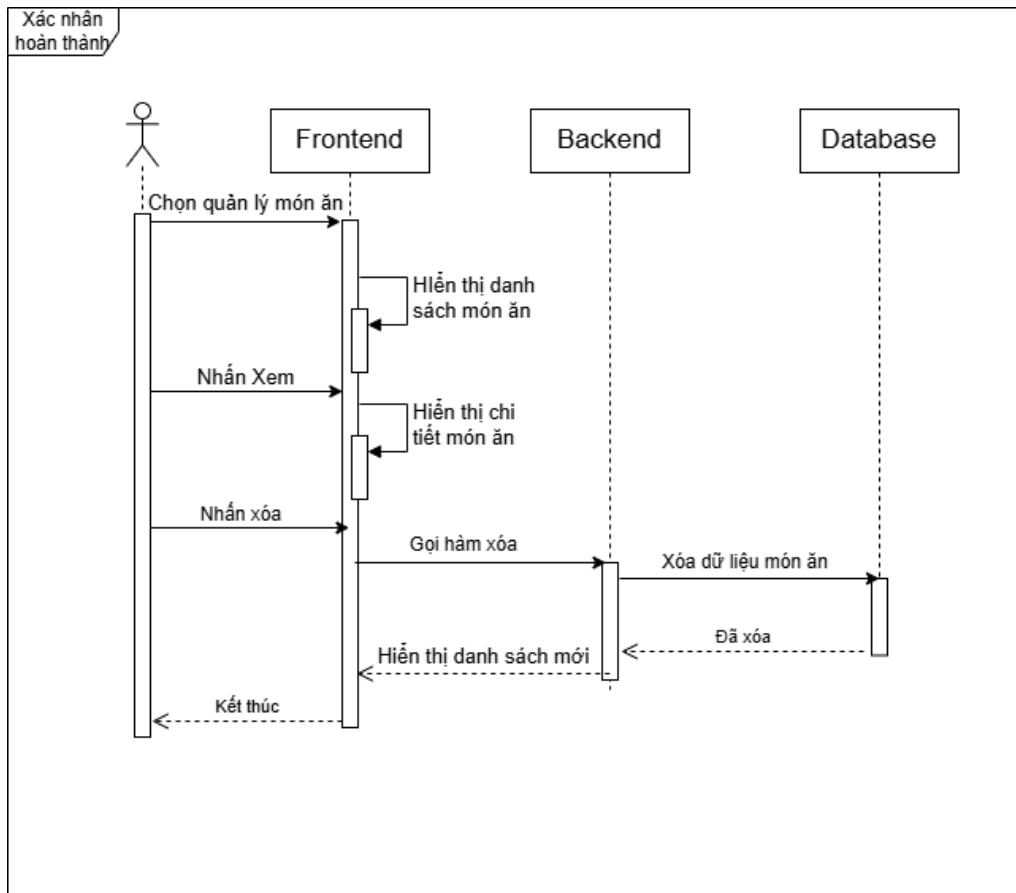 Xác nhân
hoàn thành
Frontend
Backend
Database
Chọn quản lý món ăn
HIển thị danh
sách món ăn
Nhấn Xem
Hiển thị chi
tiết món ăn
Nhấn xóa
Gọi hàm xóa
Xóa dữ liệu món ăn
Đã xóa
Hiển thị danh sách mới
Kết thúc